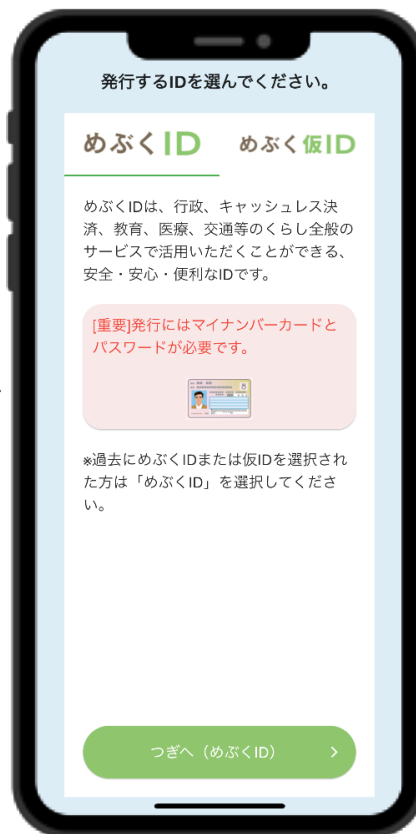 発行するIDを選んでください。
めぶくID めぶく仮ID
めぶくIDは、行政、キャッシュレス決
済、教育、医療、交通等のくらし全般の
サービスで活用いただくことができる、
安全・安心・便利なIDです。
[重要]発行にはマイナンバーカードと
パスワードが必要です。
※過去にめぶくIDまたは仮IDを選択され
た方は「めぶくID」を選択してくださ
い。
つぎへ（めぶくID）